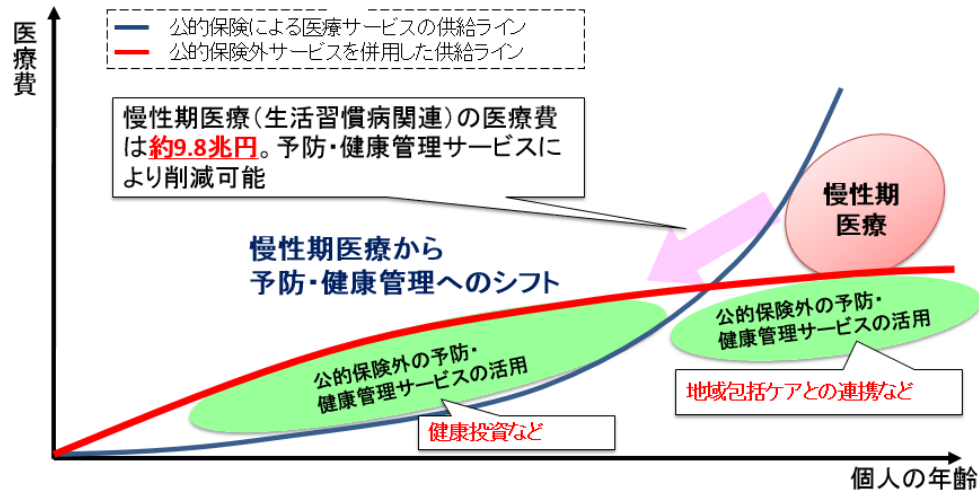 医療費
公的保険による医療サービスの供給ライン
公的保険外サービスを併用した供給ライン
慢性期医療(生活習慣病関連)の医療費
は約9.8兆円。予防・健康管理サービスに
より削減可能
慢性期
医療
慢性期医療から
予防・健康管理へのシフト
公的保険外の予防・
健康管理サービスの活用
公的保険外の予防・
健康管理サービスの活用
地域包括ケアとの連携など
健康投資など
個人の年齢